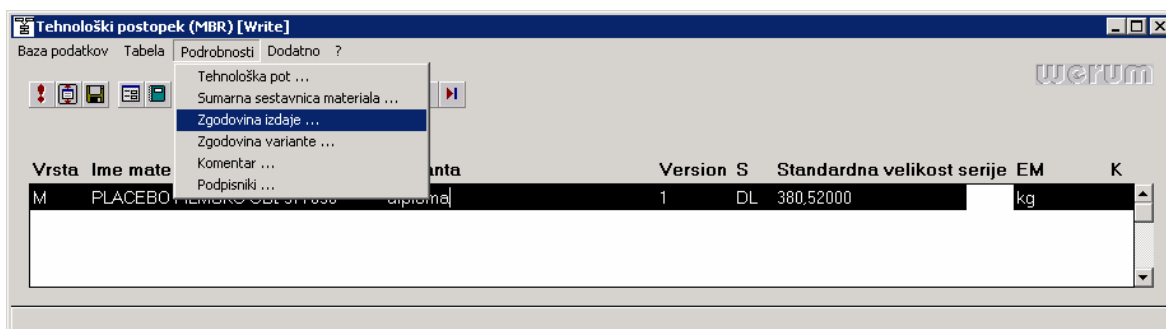 Tehnološki postopek (MBR) [Write]
Baza podatkov Tabela Podrobnosti Dodatno ?
Tehnološka pot ...
Sumarna sestavnica materiala ...
Zgodovina izdaje ...
Zgodovina variante ...
Komentar ...
Podpisniki ...
werum
Vrsta Ime mate nta Version S Standardna velikost serije EM K
M PLACEBO diploma 1 DL 380,52000 kg